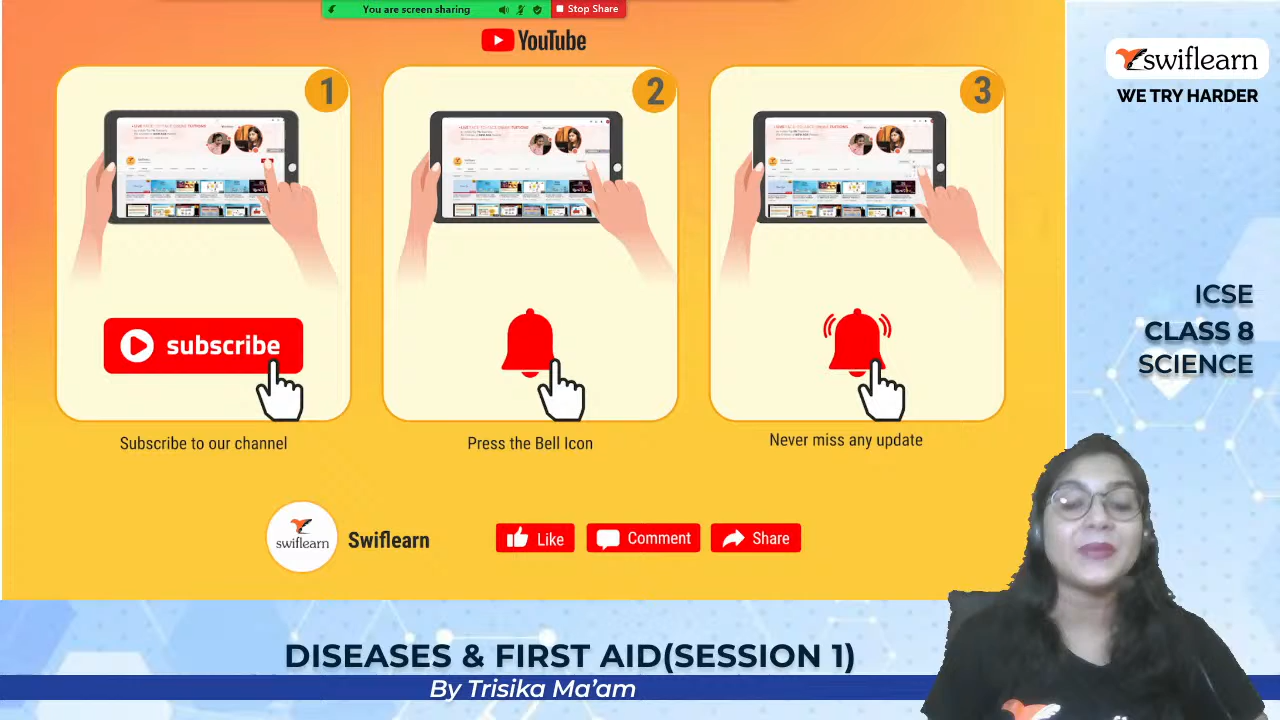 You are screen sharing
Stop Share
YouTube
1
2
3
subscribe
Subscribe to our channel
Press the Bell Icon
Never miss any update
swiflearn
Swiflearn
Like
Comment
Share
swiflearn
WE TRY HARDER
ICSE
CLASS 8
SCIENCE
DISEASES & FIRST AID(SESSION 1)
By Trisika Ma'am